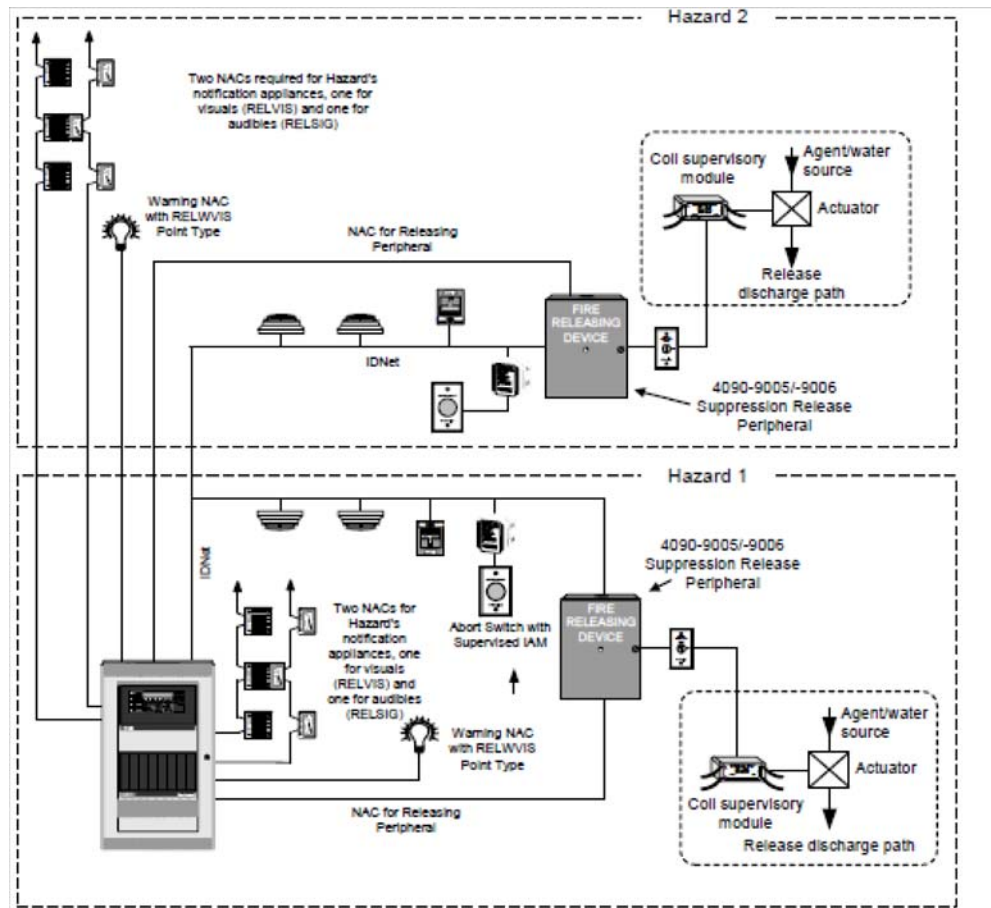 Hazard 2
Two NACs required for Hazard's
notification appliances, one for
visuals (RELVIS) and one for
audibles (RELSIG)
Coil supervisory
module
Agent/water
source
Actuator
Release
discharge path
Warning NAC
with RELWVIS
Point Type
NAC for Releasing
Peripheral
FIRE
RELEASING
DEVICE
IDNet
4090-9005/-9006
Suppression Release
Peripheral
Hazard 1
IDNet
4090-9005/-9006
Suppression Release
Peripheral
Two NACs for
Hazard's
notification
appliances, one
for visuals
(RELVIS) and
one for audibles
(RELSIG)
Abort Switch with
Supervised IAM
FIRE
RELEASING
DEVICE
Warning NAC
with RELWVIS
Point Type
Agent/water
source
Actuator
Coil supervisory
module
Release discharge path
NAC for Releasing
Peripheral